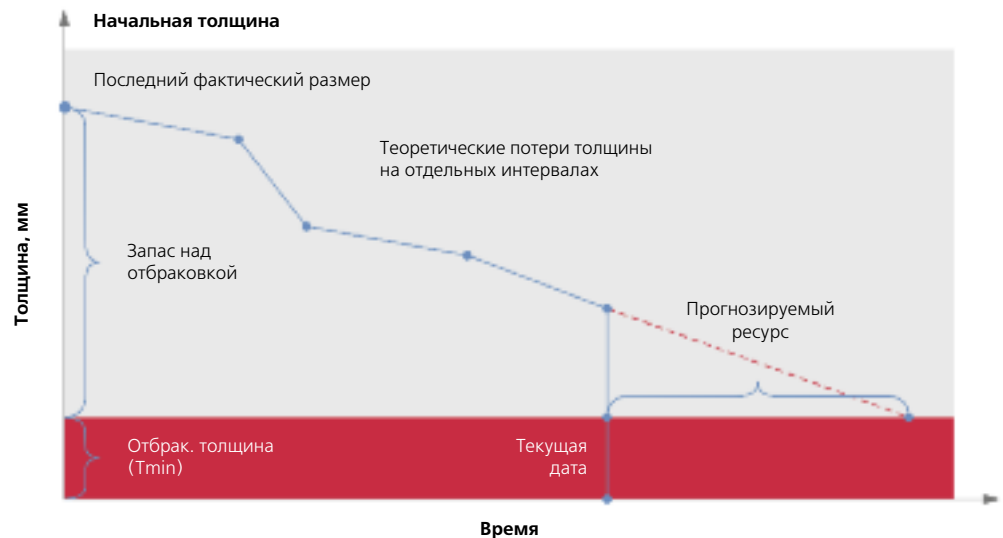 Начальная толщина
Последний фактический размер
Теоретические потери толщины
на отдельных интервалах
Толщина, мм
Запас над
отбраковкой
Прогнозируемый
ресурс
Отбрак. толщина
(Tmin)
Текущая
дата
Время